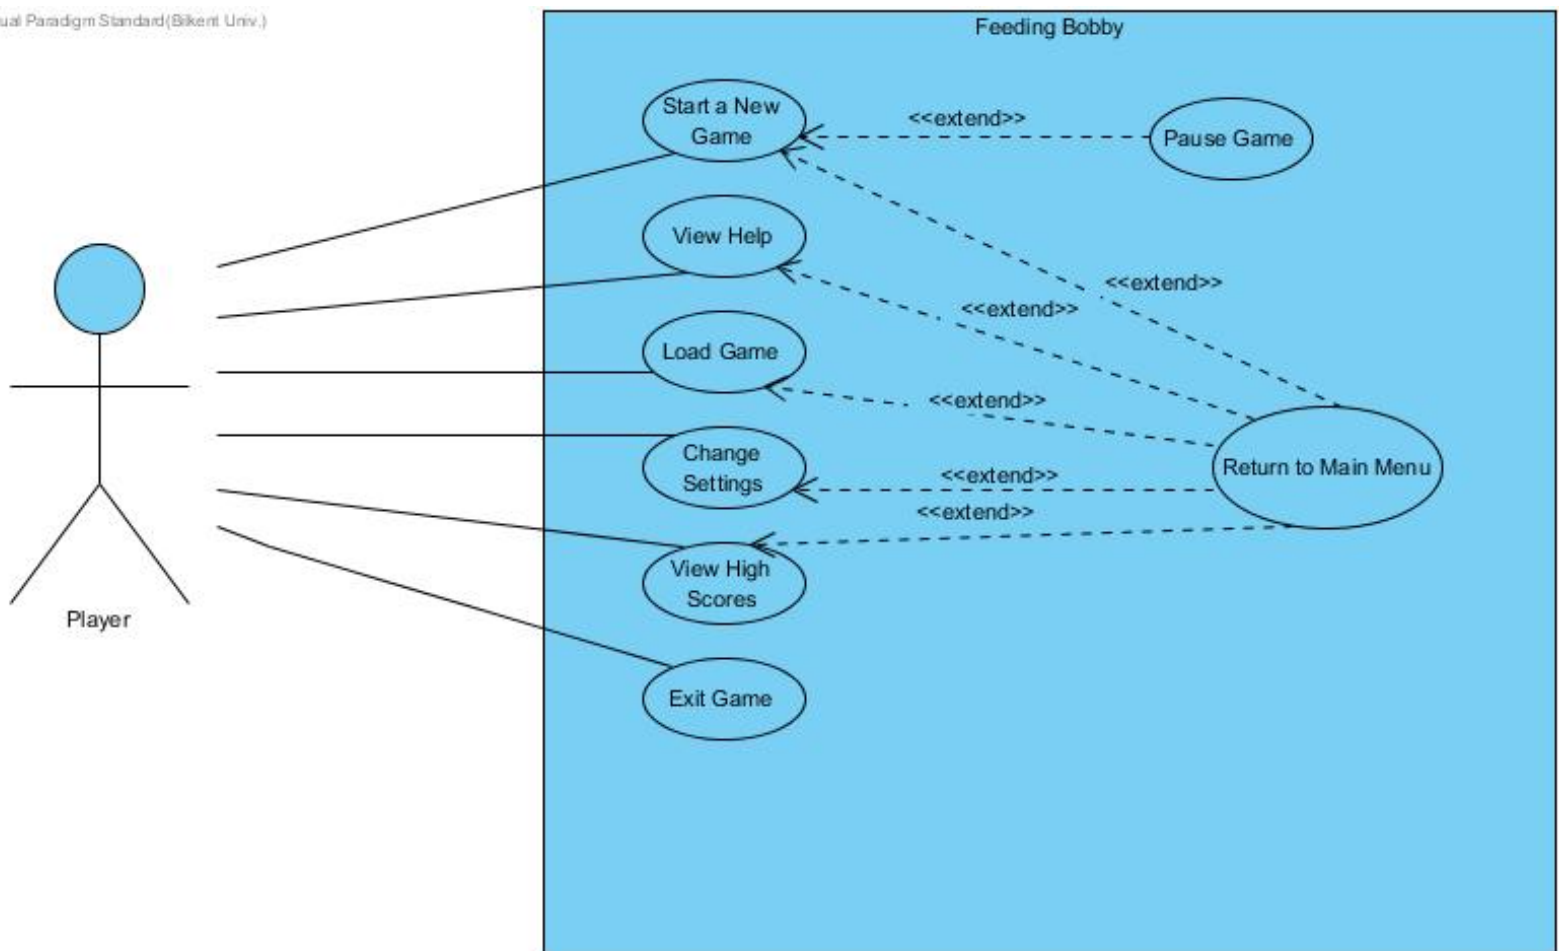 ual Paradigm Standard(Bilkent Univ.)
Feeding Bobby
Start a New
Game
<<extend>>
Pause Game
View Help
<<extend>>
<<extend>>
Load Game
<<extend>>
Change
Settings
<<extend>>
Return to Main Menu
<<extend>>
View High
Scores
Player
Exit Game